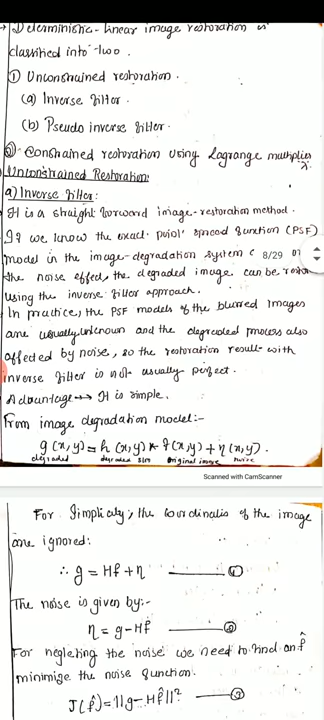 → Deterministic-linear image restoration is
classified into two.
① Unconstrained restoration.
(a) Inverse filter.
(b) Pseudo inverse filter.
② Constrained restoration using Lagrange multiplies
λ.
Unconstrained Restoration:
a) Inverse filter:
It is a straight forward image-restoration method.
If we know the exact point spread function (PSF)
model in the image-degradation system
8/29
the noise effect, the degraded image can be
using the inverse filter approach.
In practice, the PSF models of the blurred images
are usually unknown and the degraded process also
affected by noise, so the restoration result with
inverse filter is not usually perfect.
Advantage → It is simple.
From image degradation model:-
g(x,y) = h(x,y) * f(x,y) + η(x,y).
degraded original image noise
Scanned with CamScanner
For Simplicaly, the coordinates of the image
are ignored:
∴ g = Hf + η ——— ①
The noise is given by:-
η = g - Hf ——— ②
For neglecting the noise we need to find an f̂
minimize the noise function.
J(f̂) = ||g - Hf̂||² ——— ③